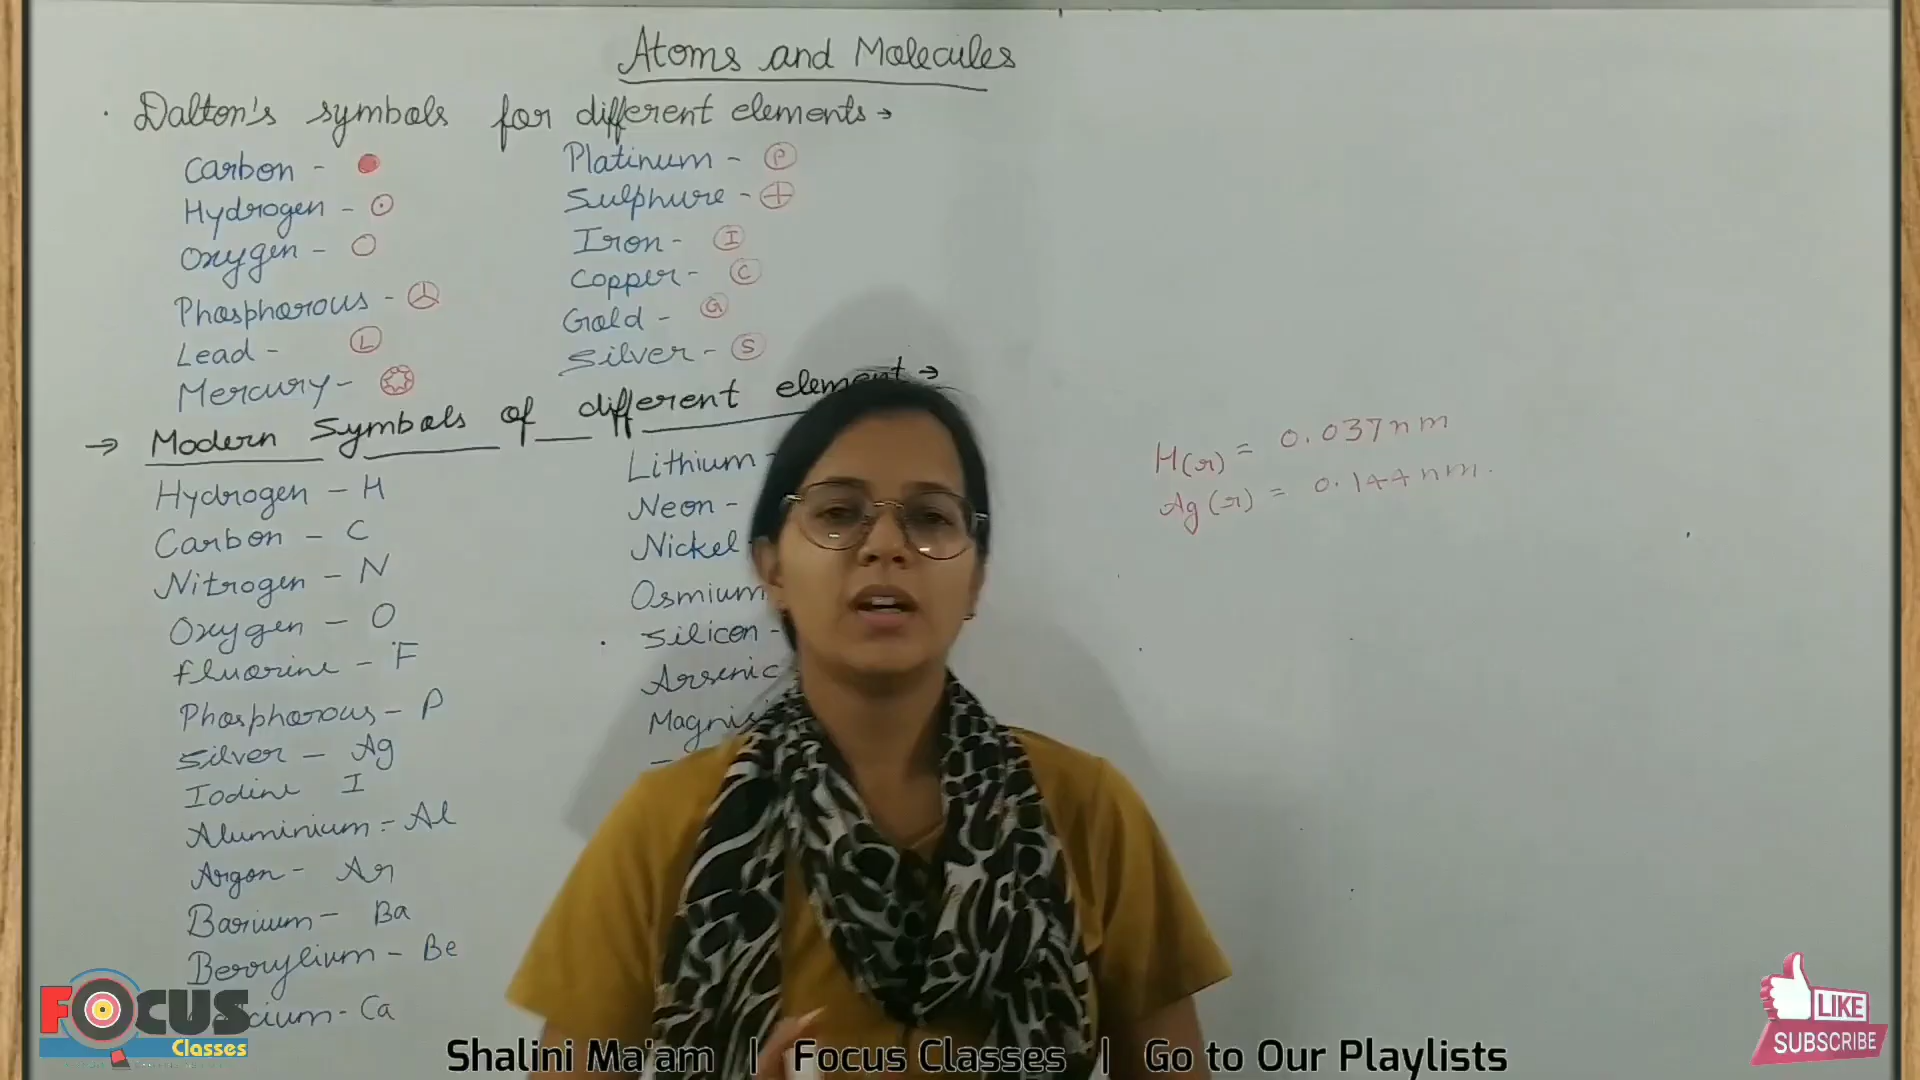 Atoms and Molecules
· Dalton's symbols for different elements →
Carbon -
Hydrogen -
Oxygen -
Phosphorous -
Lead - L
Mercury -
Platinum - P
Sulphure -
Iron - I
Copper - C
Gold - G
Silver - S
→ Modern Symbols of different element →
Hydrogen - H
Carbon - C
Nitrogen - N
Oxygen - O
fluorine - F
Phosphorous - P
Silver - Ag
Iodine I
Aluminium - Al
Argon - Ar
Barium - Ba
Berrylium - Be
cium - Ca
Lithium -
Neon -
Nickel
Osmium
Silicon -
Arsenic
Magnisi
H(r) = 0.037nm
Ag(r) = 0.144nm.
FOCUS
Classes
Shalini Ma'am | Focus Classes | Go to Our Playlists
LIKE
SUBSCRIBE